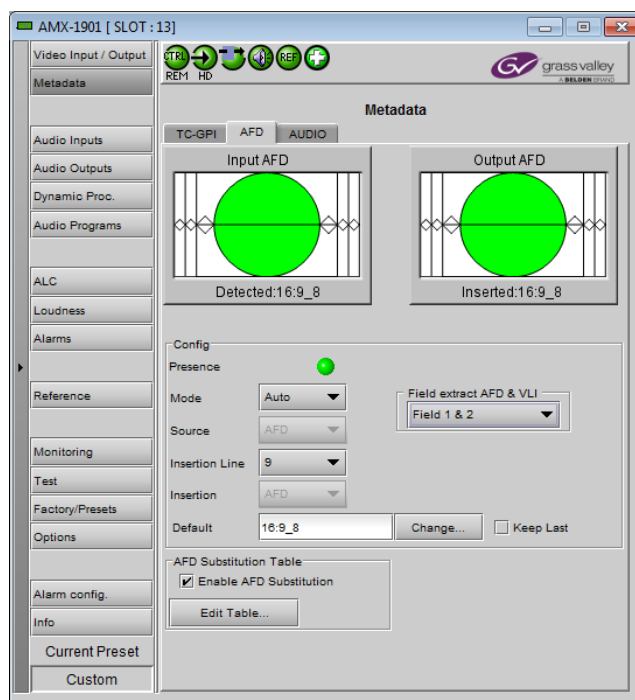 AMX-1901 [ SLOT : 13]
Video Input / Output
Metadata
Audio Inputs
Audio Outputs
Dynamic Proc.
Audio Programs
ALC
Loudness
Alarms
Reference
Monitoring
Test
Factory/Presets
Options
Alarm config.
Info
Current Preset
Custom
CTRL
REF
REM
HD
GV
grass valley
A BELDEN BRAND
Metadata
TC-GPI
AFD
AUDIO
Input AFD
Output AFD
Detected:16:9_8
Inserted:16:9_8
Config
Presence
Mode
Auto
Field extract AFD & VLI
Field 1 & 2
Source
AFD
Insertion Line
9
Insertion
AFD
Default
16:9_8
Change...
Keep Last
AFD Substitution Table
Enable AFD Substitution
Edit Table...